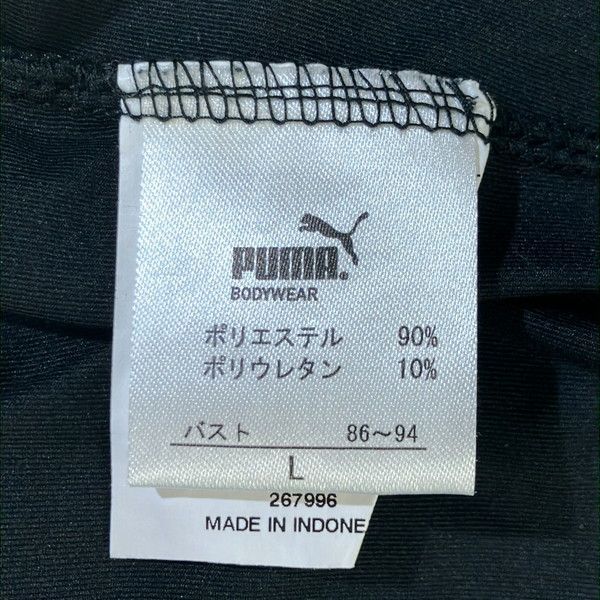 PUMA.
BODYWEAR
ポリエステル 90%
ポリウレタン 10%
バスト 86～94
L
267996
MADE IN INDONE